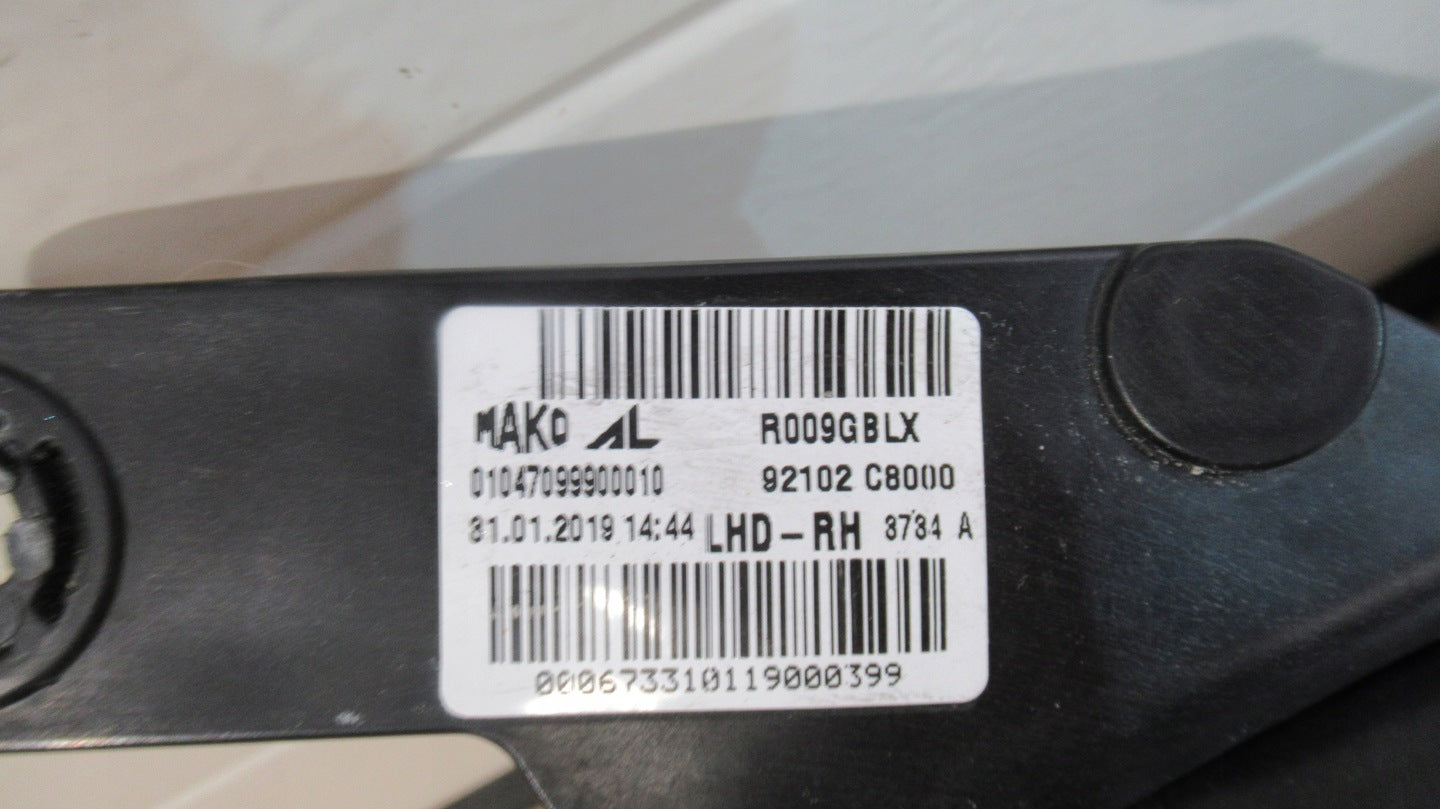 MAKO AL R009GBLX
01047099900010 92102 C8000
31.01.2019 14:44 LHD-RH 3734 A
000673310119000399